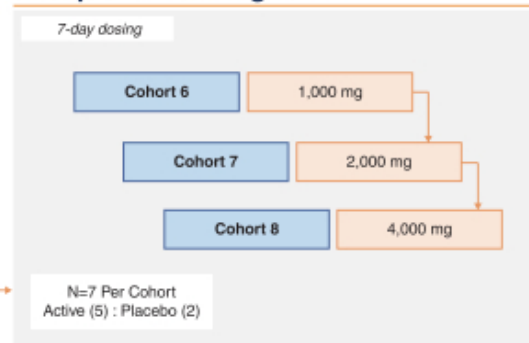 7-day dosing
Cohort 6 1,000 mg
Cohort 7 2,000 mg
Cohort 8 4,000 mg
N=7 Per Cohort
Active (5) : Placebo (2)